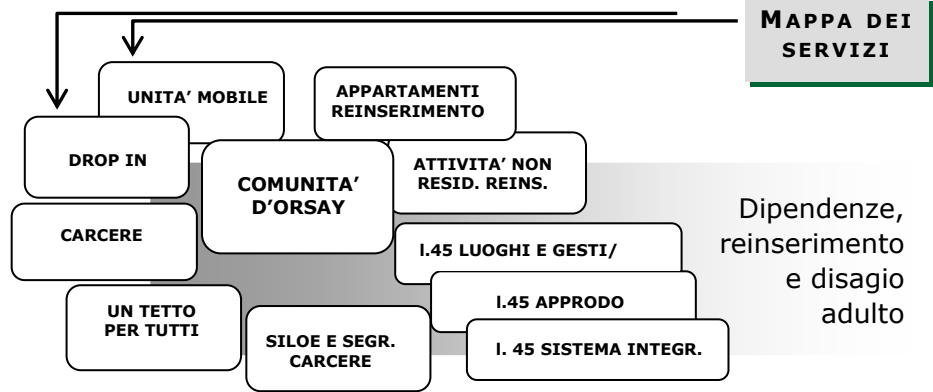 MAPPA DEI
SERVIZI
UNITA’ MOBILE
APPARTAMENTI
REINSERIMENTO
DROP IN
ATTIVITA’ NON
RESID. REINS.
COMUNITA’
D’ORSAY
CARCERE
l.45 LUOGHI E GESTI/
Dipendenze,
reinserimento
e disagio
adulto
l.45 APPRODO
UN TETTO
PER TUTTI
SILOE E SEGR.
CARCERE
l. 45 SISTEMA INTEGR.